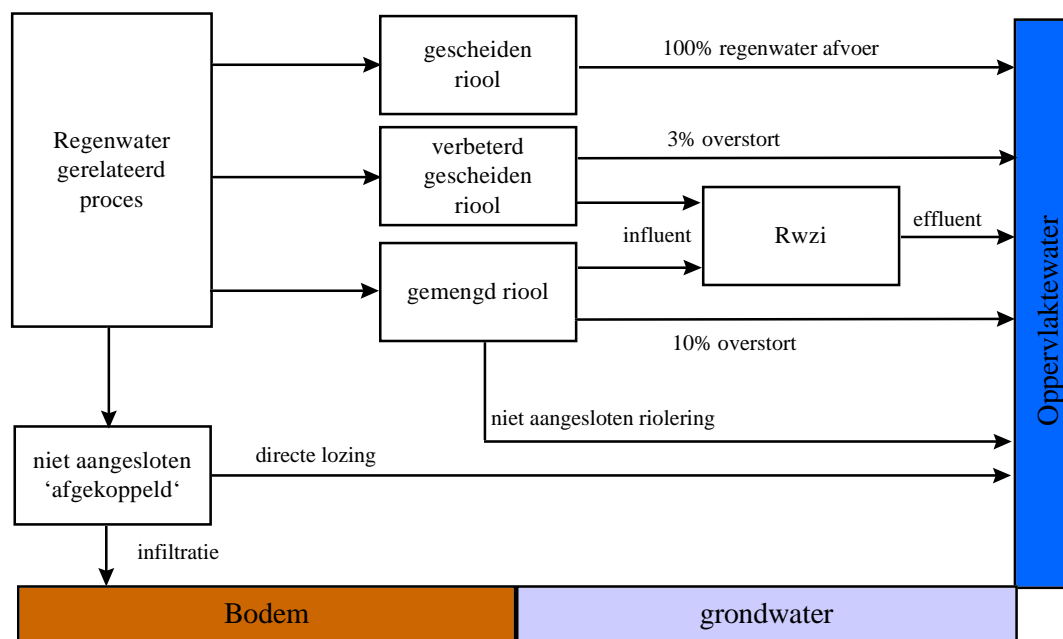 gescheiden
riool
100% regenwater afvoer
Regenwater
gerelateerd
proces
verbeterd
gescheiden
riool
3% overstort
influent
Rwzi
effluent
gemengd riool
10% overstort
niet aangesloten riolering
niet aangesloten
‘afgekoppeld‘
directe lozing
infiltratie
Oppervlaktewater
Bodem
grondwater